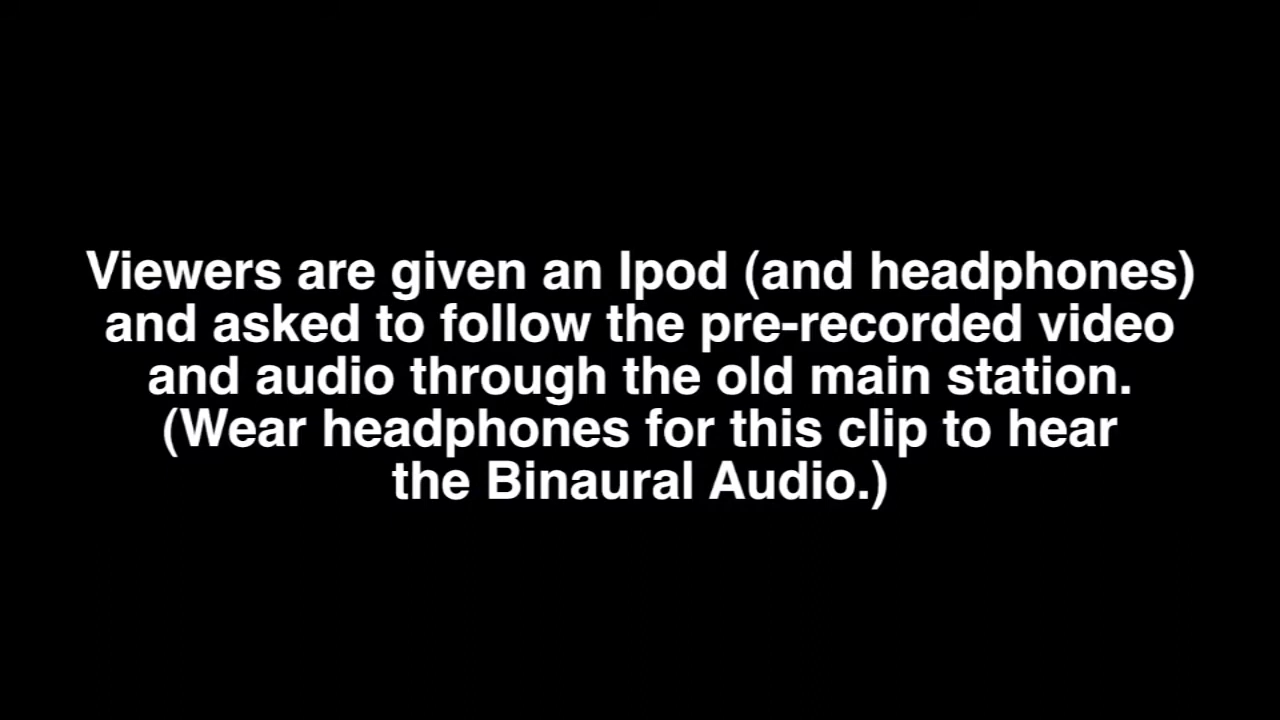 Viewers are given an Ipod (and headphones)
and asked to follow the pre-recorded video
and audio through the old main station.
(Wear headphones for this clip to hear
the Binaural Audio.)